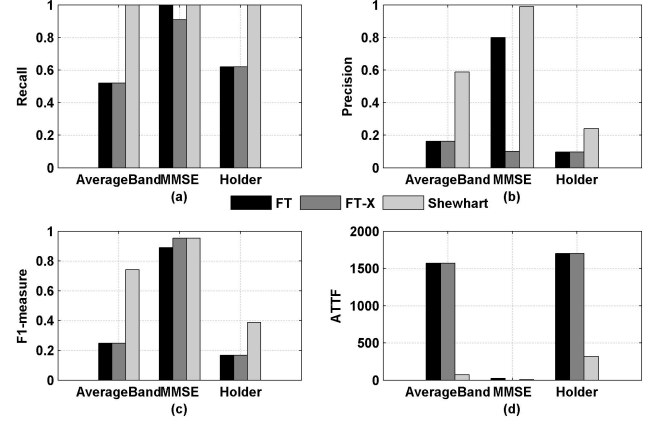 1
0.8
0.6
0.4
0.2
0
Recall
AverageBand MMSE Holder
(a)
1
0.8
0.6
0.4
0.2
0
Precision
AverageBand MMSE Holder
(b)
FT FT-X Shewhart
1
0.8
0.6
0.4
0.2
0
F1-measure
AverageBand MMSE Holder
(c)
2000
1500
1000
500
0
ATTF
AverageBand MMSE Holder
(d)